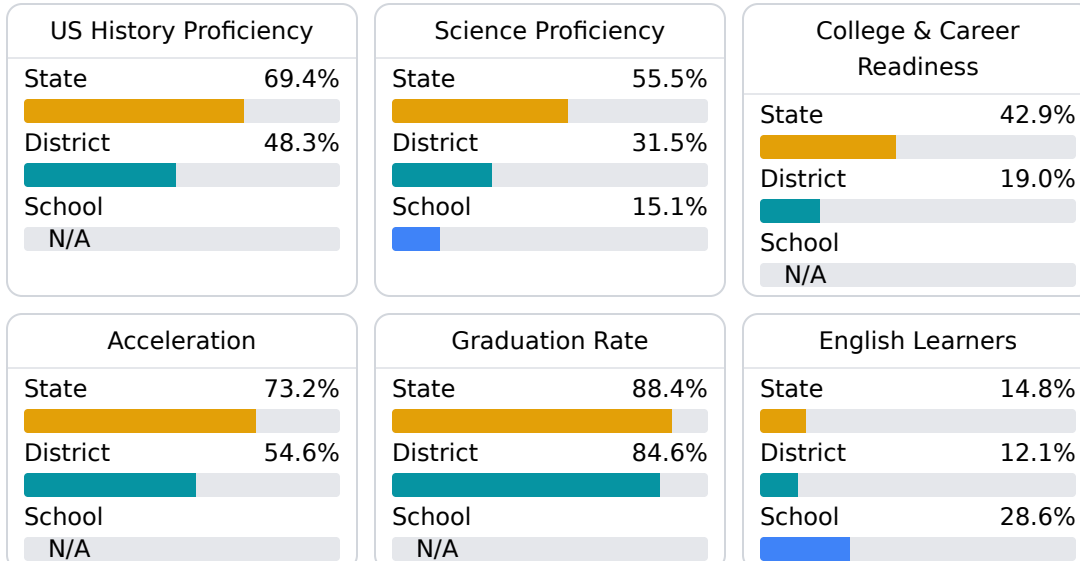 US History Proficiency
State 69.4%
District 48.3%
School
N/A
Science Proficiency
State 55.5%
District 31.5%
School 15.1%
College & Career
Readiness
State 42.9%
District 19.0%
School
N/A
Acceleration
State 73.2%
District 54.6%
School
N/A
Graduation Rate
State 88.4%
District 84.6%
School
N/A
English Learners
State 14.8%
District 12.1%
School 28.6%